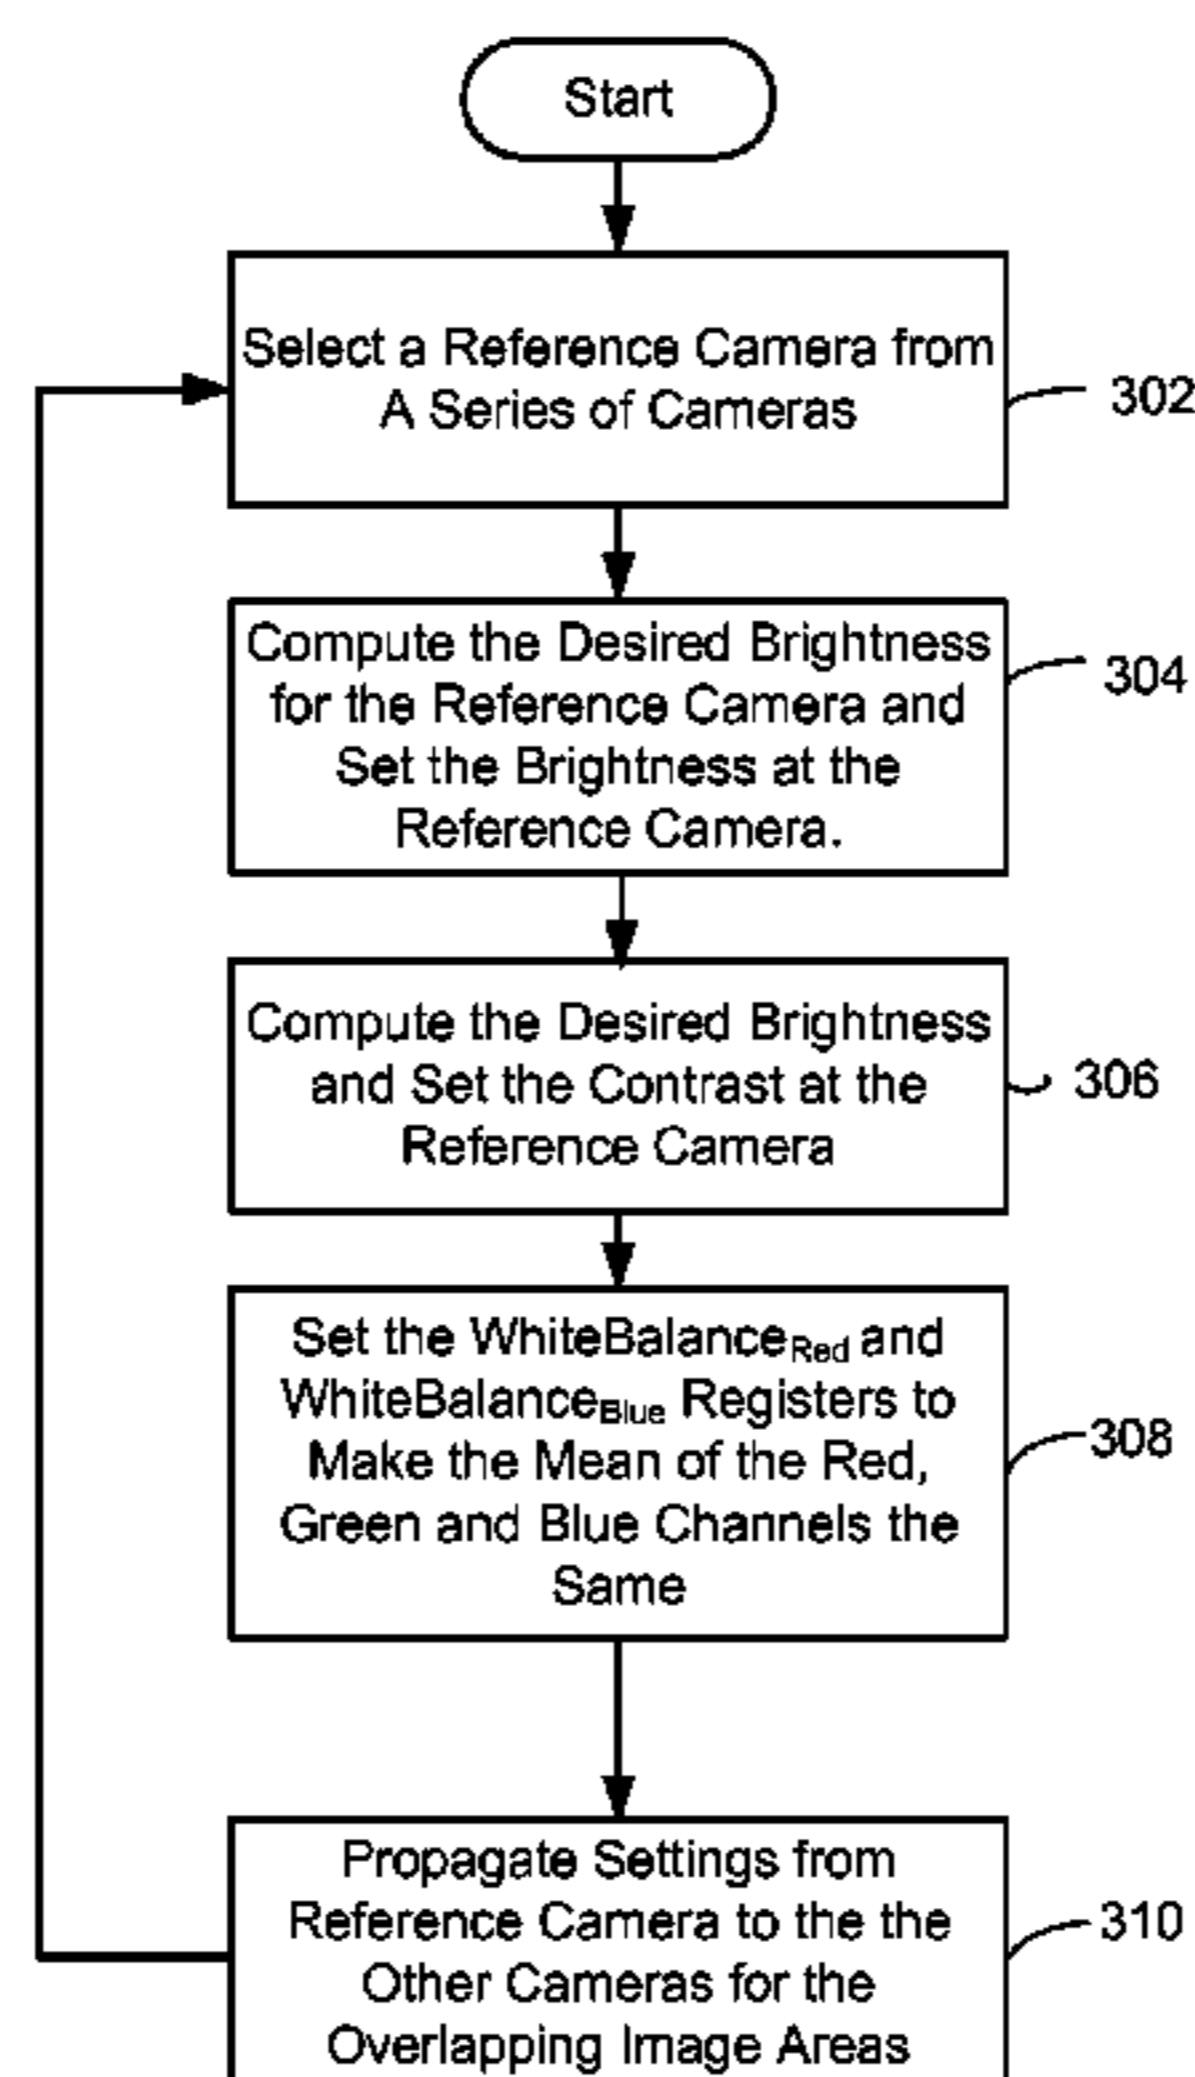 Start
Select a Reference Camera from
A Series of Cameras
302
Compute the Desired Brightness
for the Reference Camera and
Set the Brightness at the
Reference Camera.
304
Compute the Desired Brightness
and Set the Contrast at the
Reference Camera
306
Set the WhiteBalanceRed and
WhiteBalanceBlue Registers to
Make the Mean of the Red,
Green and Blue Channels the
Same
308
Propagate Settings from
Reference Camera to the the
Other Cameras for the
Overlapping Image Areas
310